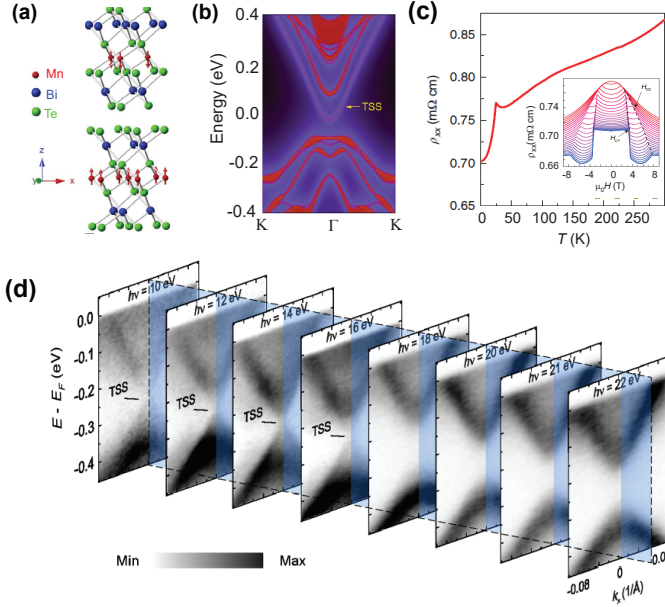 (a)
Mn
Bi
Te
z
y
x
(b)
Energy (eV)
0.4
0.2
0.0
-0.2
-0.4
TSS
K
Γ
K
(c)
ρxx (mΩ cm)
0.85
0.80
0.75
0.70
0.65
0
50
100
150
200
250
T (K)
ρxx (mΩ cm)
0.76
0.72
0.68
-8
-4
0
4
8
μ0H (T)
Hc2
Hc1
(d)
E - EF (eV)
0.0
-0.1
-0.2
-0.3
-0.4
hν = 10 eV
hν = 12 eV
hν = 14 eV
hν = 16 eV
hν = 18 eV
hν = 20 eV
hν = 21 eV
hν = 22 eV
TSS
TSS
TSS
TSS
Min
Max
-0.08
0
kx (1/Å)